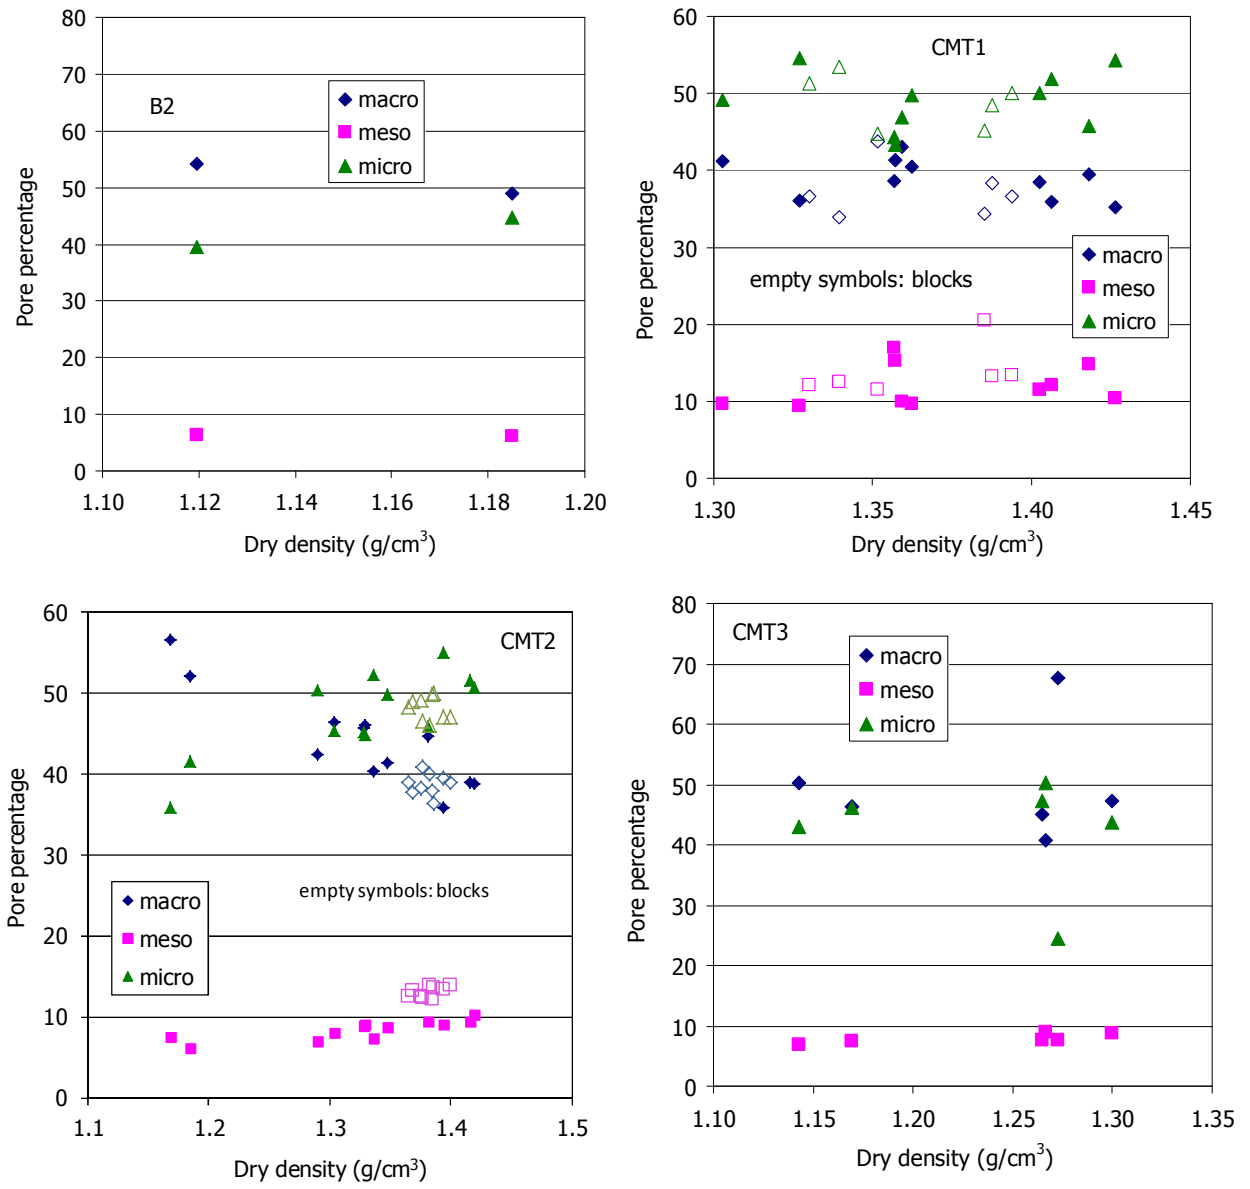 B2
macro
meso
micro
Pore percentage
80
70
60
50
40
30
20
10
0
1.10 1.12 1.14 1.16 1.18 1.20
Dry density (g/cm³)
CMT1
empty symbols: blocks
macro
meso
micro
Pore percentage
60
50
40
30
20
10
0
1.30 1.35 1.40 1.45
Dry density (g/cm³)
CMT2
empty symbols: blocks
macro
meso
micro
Pore percentage
60
50
40
30
20
10
0
1.1 1.2 1.3 1.4 1.5
Dry density (g/cm³)
CMT3
macro
meso
micro
Pore percentage
80
70
60
50
40
30
20
10
0
1.10 1.15 1.20 1.25 1.30 1.35
Dry density (g/cm³)